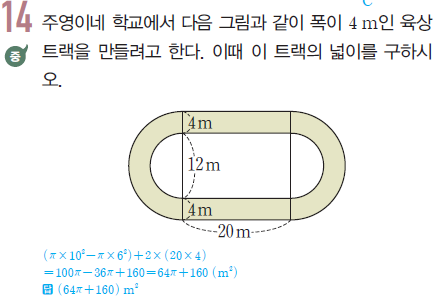 14
중
주영이네 학교에서 다음 그림과 같이 폭이 4 m인 육상
트랙을 만들려고 한다. 이때 이 트랙의 넓이를 구하시
오.
4 m
12 m
4 m
20 m
(π×10²-π×6²)+2×(20×4)
=100π-36π+160=64π+160 (m²)
답 (64π+160) m²